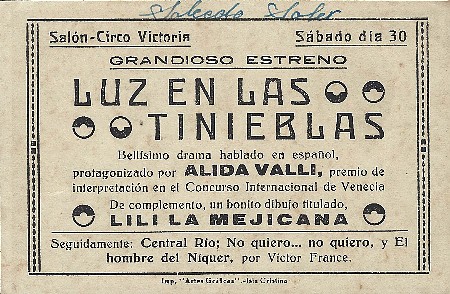 Salón-Circo Victoria Sábado día 30
GRANDIOSO ESTRENO
LUZ EN LAS
TINIEBLAS
Bellísimo drama hablado en español,
protagonizado por ALIDA VALLI, premio de
interpretación en el Concurso Internacional de Venecia
De complemento, un bonito dibujo titulado,
LILI LA MEJICANA
Seguidamente: Central Río; No quiero... no quiero, y El
hombre del Niquer, por Victor France.
Imp. "Artes Gráficas".-Isla Cristina